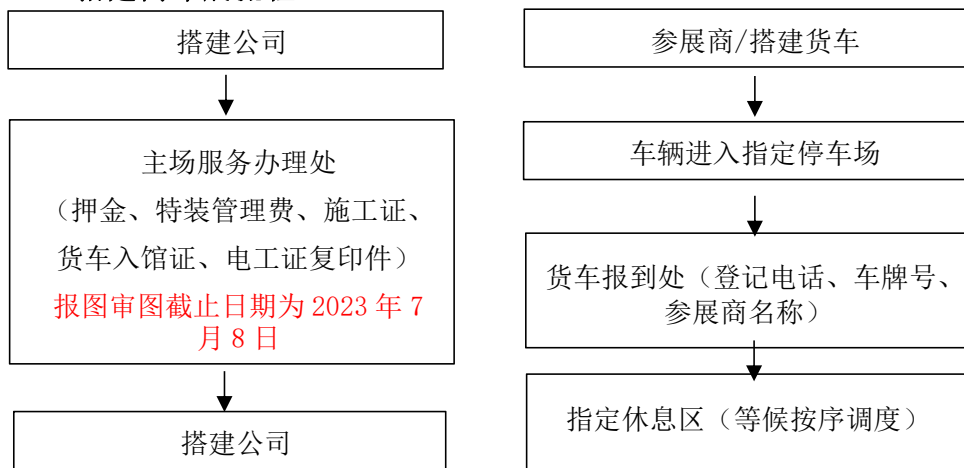 搭建公司
主场服务办理处
（押金、特装管理费、施工证、
货车入馆证、电工证复印件）
报图审图截止日期为 2023 年 7
月 8 日
搭建公司
参展商/搭建货车
车辆进入指定停车场
货车报到处（登记电话、车牌号、
参展商名称）
指定休息区（等候按序调度）